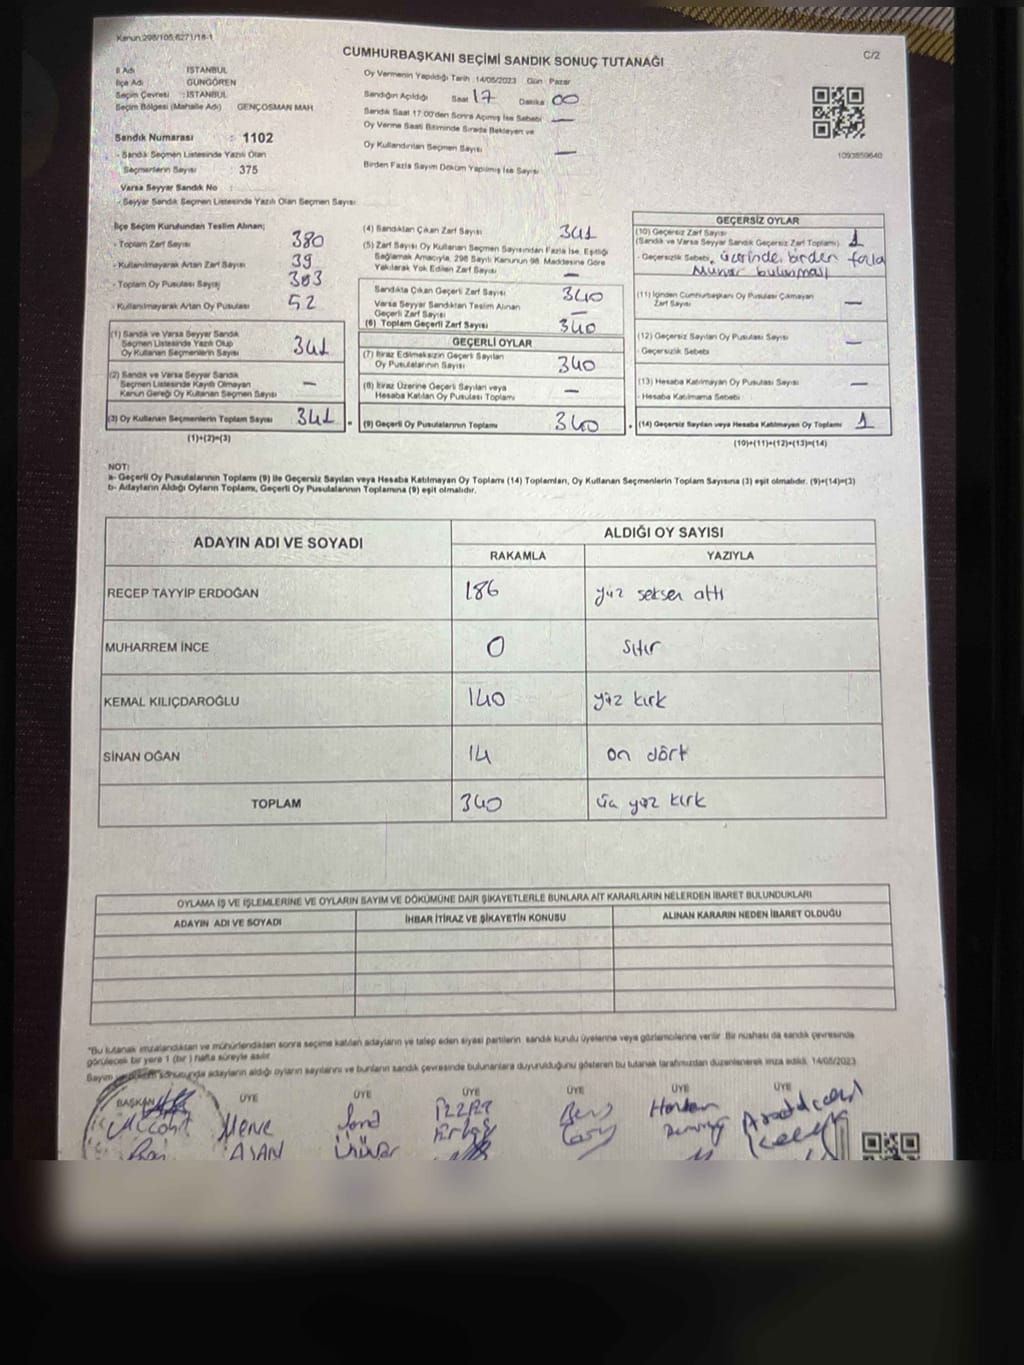 Kanun:298/105,6271/16-1
CUMHURBAŞKANI SEÇİMİ SANDIK SONUÇ TUTANAĞI
C/2
İl Adı : İSTANBUL
İlçe Adı : GÜNGÖREN
Seçim Çevresi : İSTANBUL
Seçim Bölgesi (Mahalle Adı) GENÇOSMAN MAH
Sandık Numarası : 1102
- Sandık Seçmen Listesinde Yazılı Olan
Seçmenlerin Sayısı : 375
Varsa Seyyar Sandık No :
- Seyyar Sandık Seçmen Listesinde Yazılı Olan Seçmen Sayısı
Oy Vermenin Yapıldığı Tarih :14/05/2023 Gün Pazar
Sandığın Açıldığı Saat 17 Dakika 00
Sandık Saat 17:00'den Sonra Açımış İse Sebebi —
Oy Verme Saati Bitiminde Sırada Bekleyen ve
Oy Kullandırılan Seçmen Sayısı —
Birden Fazla Sayım Döküm Yapılmış İse Sayısı
1093859640
İlçe Seçim Kurulundan Teslim Alınan;
- Toplam Zarf Sayısı 380
- Kullanılmayarak Artan Zarf Sayısı 39
- Toplam Oy Pusulası Sayısı 393
- Kullanılmayarak Artan Oy Pusulası 52
(1) Sandık ve Varsa Seyyar Sandık
Seçmen Listesinde Yazılı Olup
Oy Kullanan Seçmenlerin Sayısı 341
(2) Sandık ve Varsa Seyyar Sandık
Seçmen Listesinde Kayıtlı Olmayan
Kanun Gereği Oy Kullanan Seçmen Sayısı —
(3) Oy Kullanan Seçmenlerin Toplam Sayısı 341
(1)+(2)=(3)
(4) Sandıktan Çıkan Zarf Sayısı 341
(5) Zarf Sayısı Oy Kullanan Seçmen Sayısından Fazla İse, Eşitliği
Sağlamak Amacıyla, 298 Sayılı Kanunun 98. Maddesine Göre
Yakılarak Yok Edilen Zarf Sayısı —
Sandıkta Çıkan Geçerli Zarf Sayısı 340
Varsa Seyyar Sandıktan Teslim Alınan
Geçerli Zarf Sayısı —
(6) Toplam Geçerli Zarf Sayısı 340
GEÇERLİ OYLAR
(7) İtiraz Edilmeksizin Geçerli Sayılan
Oy Pusulalarının Sayısı 340
(8) İtiraz Üzerine Geçerli Sayılan veya
Hesaba Katılan Oy Pusulası Toplamı —
(9) Geçerli Oy Pusulalarının Toplamı 340
GEÇERSİZ OYLAR
(10) Geçersiz Zarf Sayısı
(Sandık ve Varsa Seyyar Sandık Geçersiz Zarf Toplamı) 1
- Geçersizlik Sebebi. üzerinde birden fazla
Mühür bulunması
(11) İçinden Cumhurbaşkanı Oy Pusulası Çıkmayan
Zarf Sayısı —
(12) Geçersiz Sayılan Oy Pusulası Sayısı —
- Geçersizlik Sebebi
(13) Hesaba Katılmayan Oy Pusulası Sayısı —
- Hesaba Katılmama Sebebi
(14) Geçersiz Sayılan veya Hesaba Katılmayan Oy Toplamı 1
(10)+(11)+(12)+(13)=(14)
NOT:
a- Geçerli Oy Pusulalarının Toplamı (9) ile Geçersiz Sayılan veya Hesaba Katılmayan Oy Toplamı (14) Toplamları, Oy Kullanan Seçmenlerin Toplam Sayısına (3) eşit olmalıdır. (9)+(14)=(3)
b- Adayların Aldığı Oyların Toplamı, Geçerli Oy Pusulalarının Toplamına (9) eşit olmalıdır.
ADAYIN ADI VE SOYADI
ALDIĞI OY SAYISI
RAKAMLA YAZIYLA
RECEP TAYYİP ERDOĞAN 186 yüz seksen altı
MUHARREM İNCE 0 Sıfır
KEMAL KILIÇDAROĞLU 140 yüz kırk
SİNAN OĞAN 14 on dört
TOPLAM 340 üç yüz kırk
OYLAMA İŞ VE İŞLEMLERİNE VE OYLARIN SAYIM VE DÖKÜMÜNE DAİR ŞİKAYETLERLE BUNLARA AİT KARARLARIN NELERDEN İBARET BULUNDUKLARI
ADAYIN ADI VE SOYADI İHBAR İTİRAZ VE ŞİKAYETİN KONUSU ALINAN KARARIN NEDEN İBARET OLDUĞU
"Bu tutanak imzalandıktan ve mühürlendikten sonra seçime katılan adayların ve talep eden siyasi partilerin sandık kurulu üyelerine veya gözlemcilerine verilir. Bir nüshası da sandık çevresinde
görülecek bir yere 1 (bir) hafta süreyle asılır.
Sayım ve döküm sonucunda adayların aldığı oyların sayılarını ve bunların sandık çevresinde bulunanlara duyurulduğunu gösteren bu tutanak tarafımızdan düzenlenerek imza edildi. 14/05/2023
BAŞKAN ÜYE ÜYE ÜYE ÜYE ÜYE ÜYE
Merve